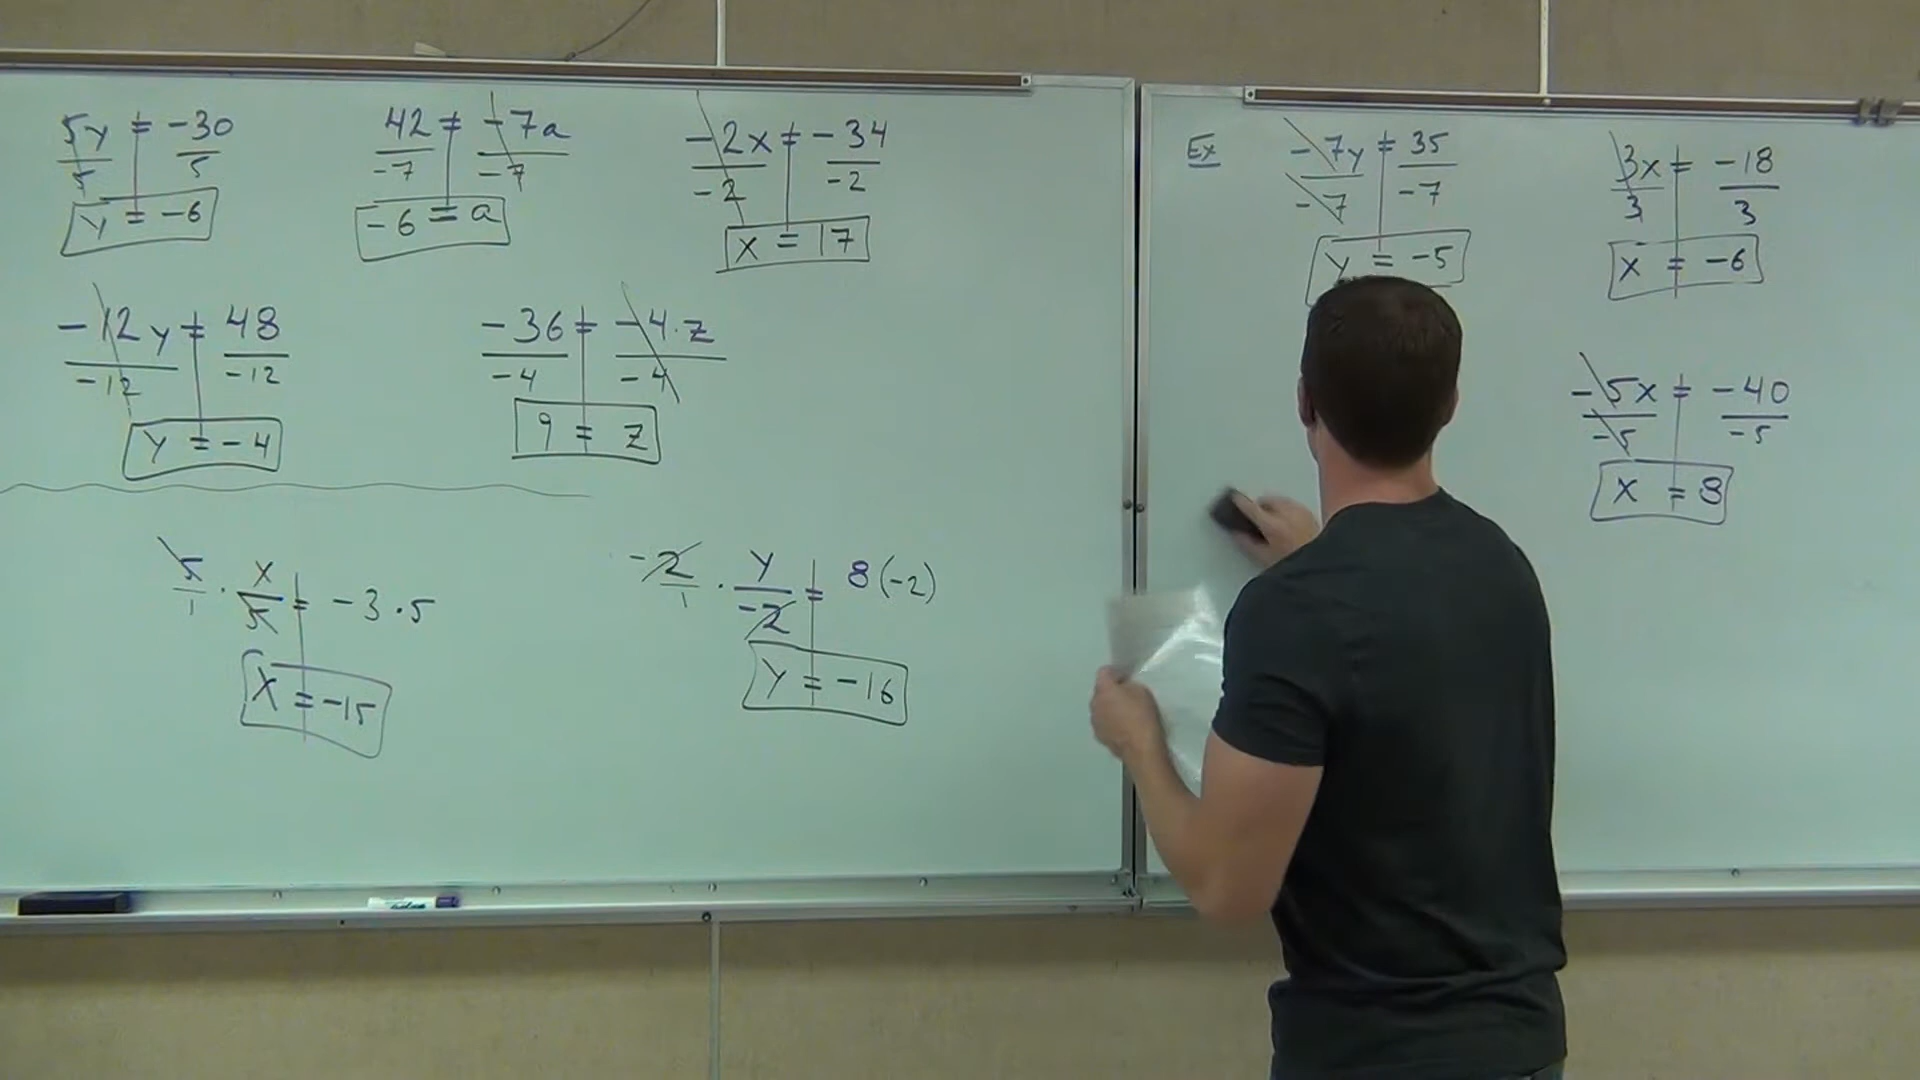 5y = -30
5 5
y = -6
42 = -7a
-7 -7
-6 = a
-2x = -34
-2 -2
x = 17
-12y = 48
-12 -12
y = -4
-36 = -4·z
-4 -4
9 = z
5/1 · x/5 = -3·5
x = -15
-2/1 · y/-2 = 8(-2)
y = -16
Ex
-7y = 35
-7 -7
y = -5
3x = -18
3 3
x = -6
-5x = -40
-5 -5
x = 8